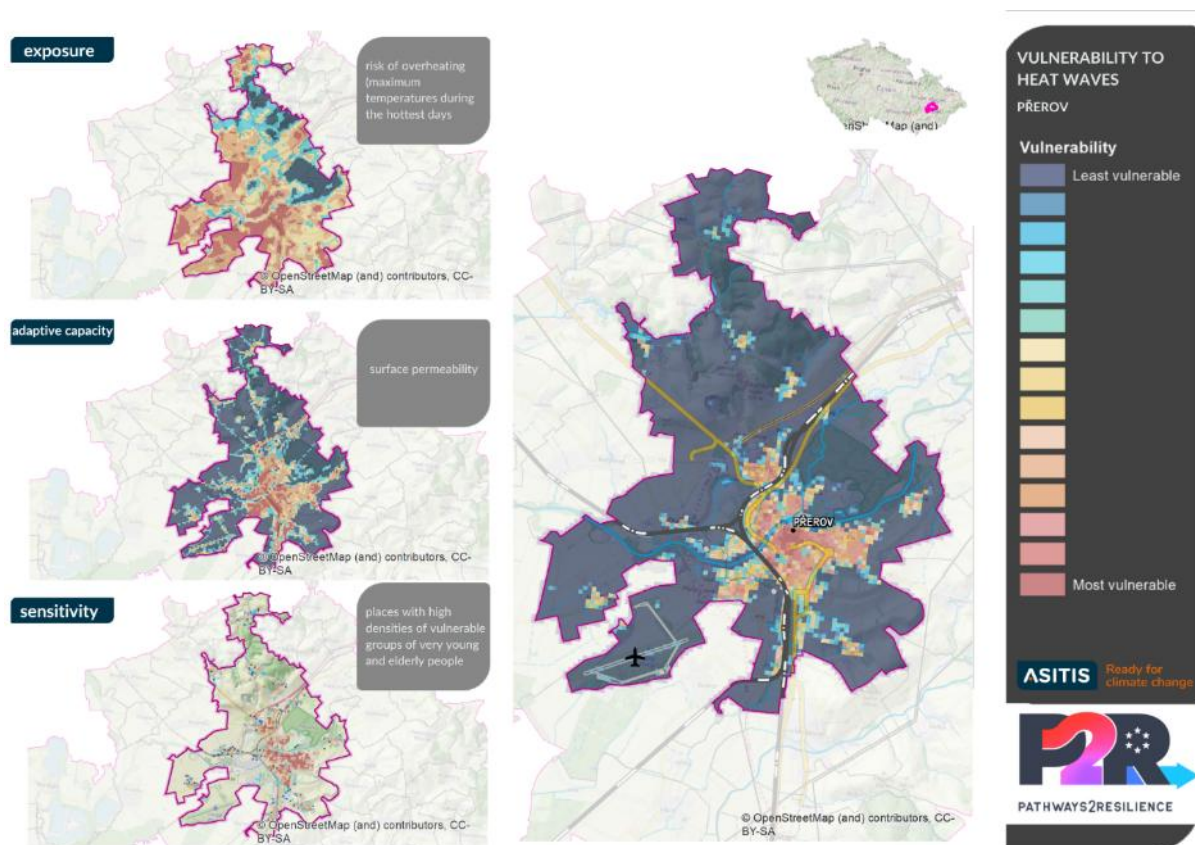 exposure
risk of overheating
(maximum
temperatures during
the hottest days
© OpenStreetMap (and) contributors, CC-
BY-SA
adaptive capacity
surface permeability
© OpenStreetMap (and) contributors, CC-
BY-SA
sensitivity
places with high
densities of vulnerable
groups of very young
and elderly people
© OpenStreetMap (and) contributors, CC-
BY-SA
PŘEROV
© OpenStreetMap (and) contributors, CC-
BY-SA
VULNERABILITY TO
HEAT WAVES
PŘEROV
Vulnerability
Least vulnerable
Most vulnerable
ASITIS
Ready for
climate change
P2R
PATHWAYS2RESILIENCE